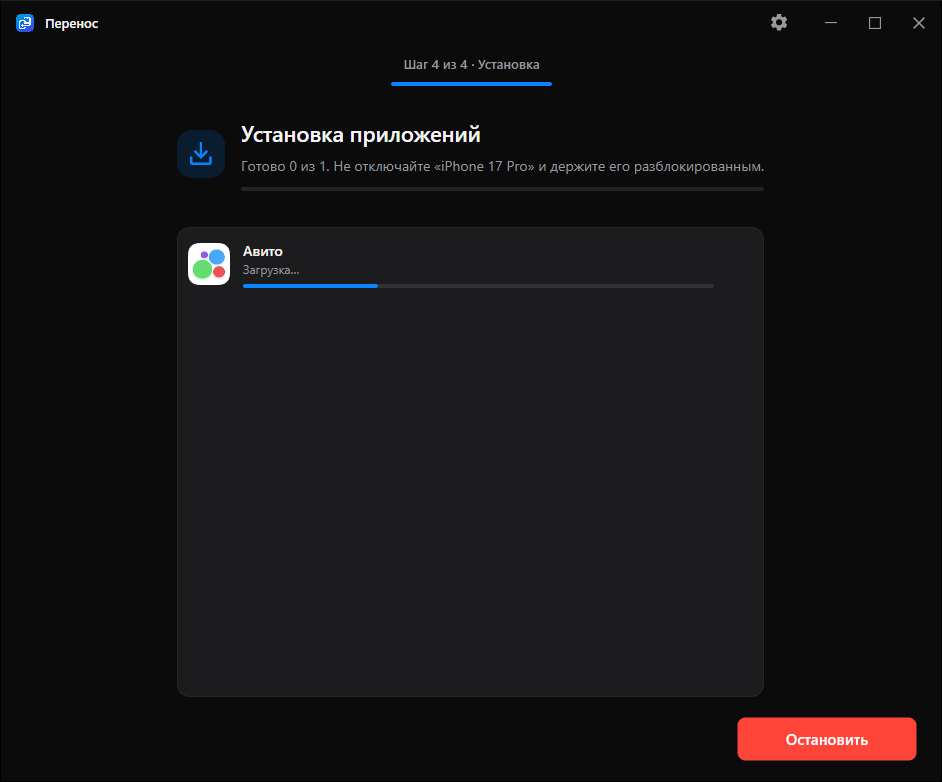 Перенос
Шаг 4 из 4 · Установка
Установка приложений
Готово 0 из 1. Не отключайте «iPhone 17 Pro» и держите его разблокированным.
Авито
Загрузка...
Остановить